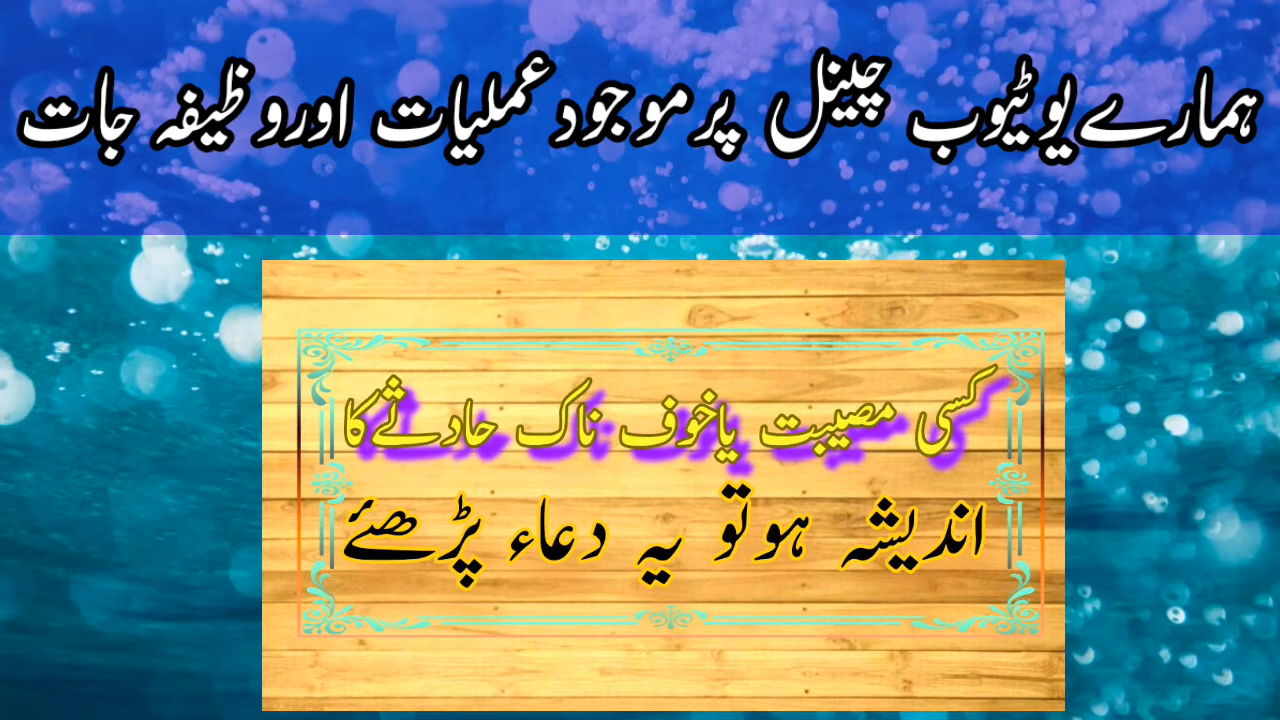 ہمارے یوٹیوب چینل پر موجود عملیات اور وظیفہ جات
کسی مصیبت یا خوف ناک حادثے کا
اندیشہ ہو تو یہ دعاء پڑھئے